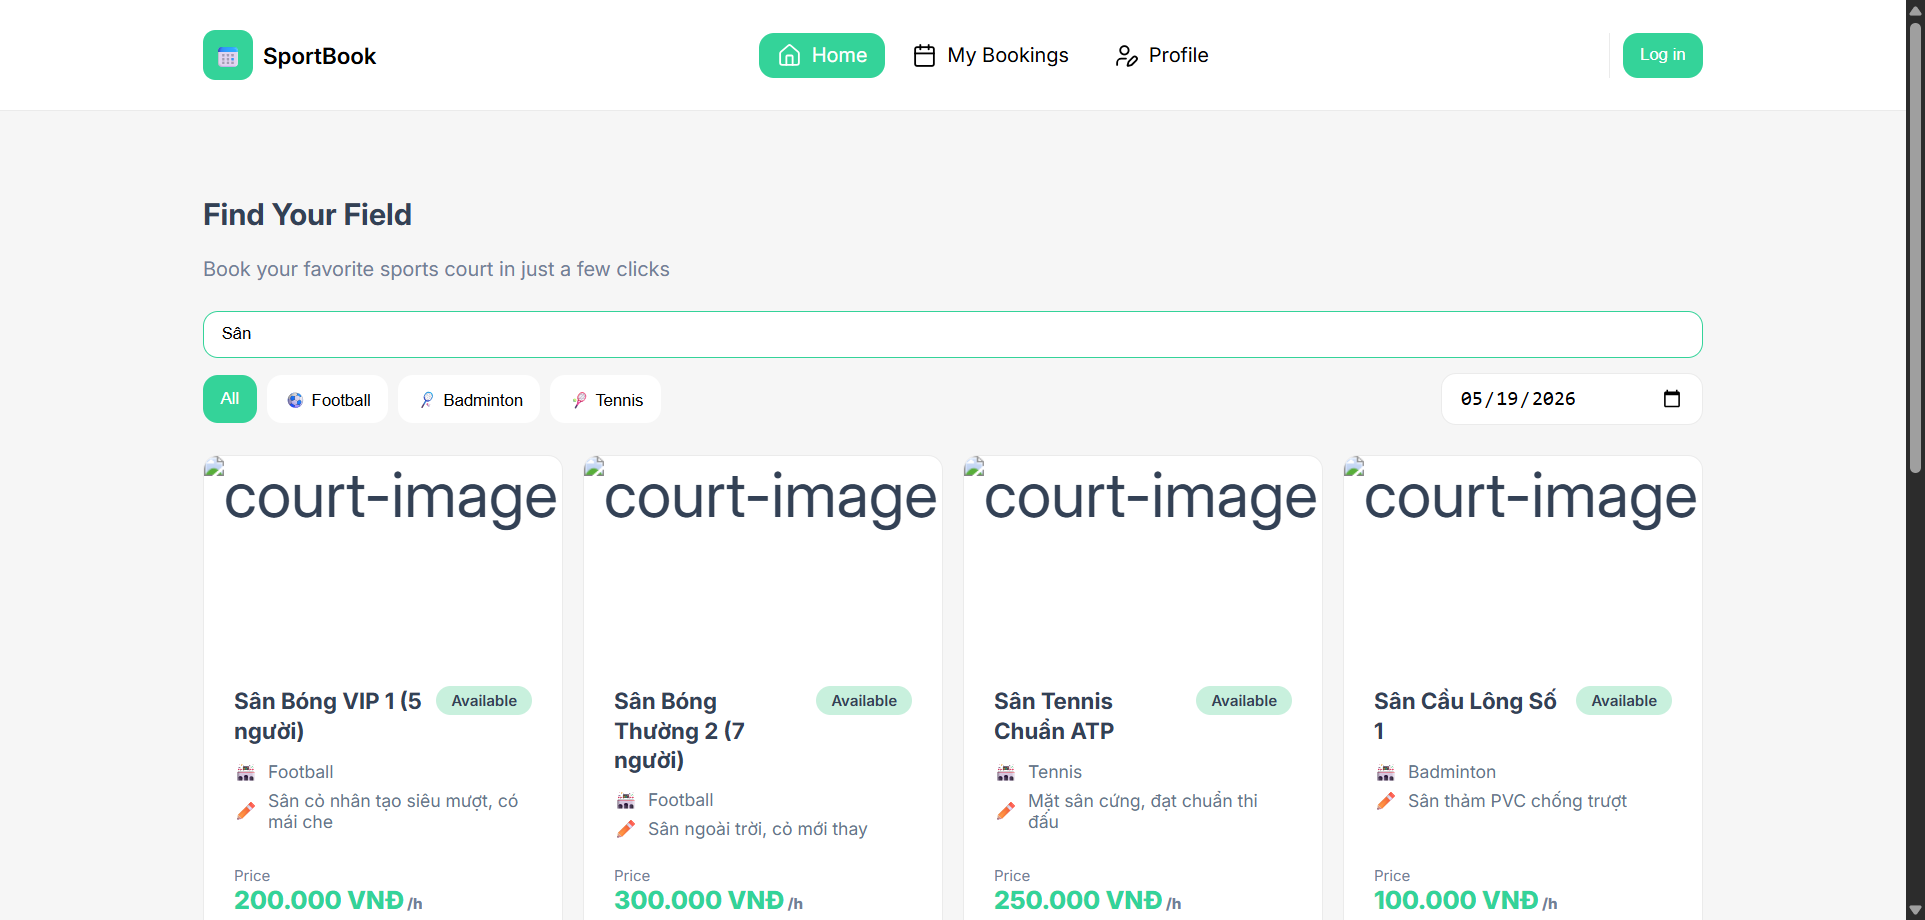 SportBook
Home
My Bookings
Profile
Log in
Find Your Field
Book your favorite sports court in just a few clicks
Sân
All
Football
Badminton
Tennis
05/19/2026
court-image
court-image
court-image
court-image
Sân Bóng VIP 1 (5
người)
Available
Football
Sân cỏ nhân tạo siêu mượt, có
mái che
Price
200.000 VNĐ /h
Sân Bóng
Thường 2 (7
người)
Available
Football
Sân ngoài trời, cỏ mới thay
Price
300.000 VNĐ /h
Sân Tennis
Chuẩn ATP
Available
Tennis
Mặt sân cứng, đạt chuẩn thi
đấu
Price
250.000 VNĐ /h
Sân Cầu Lông Số
1
Available
Badminton
Sân thảm PVC chống trượt
Price
100.000 VNĐ /h